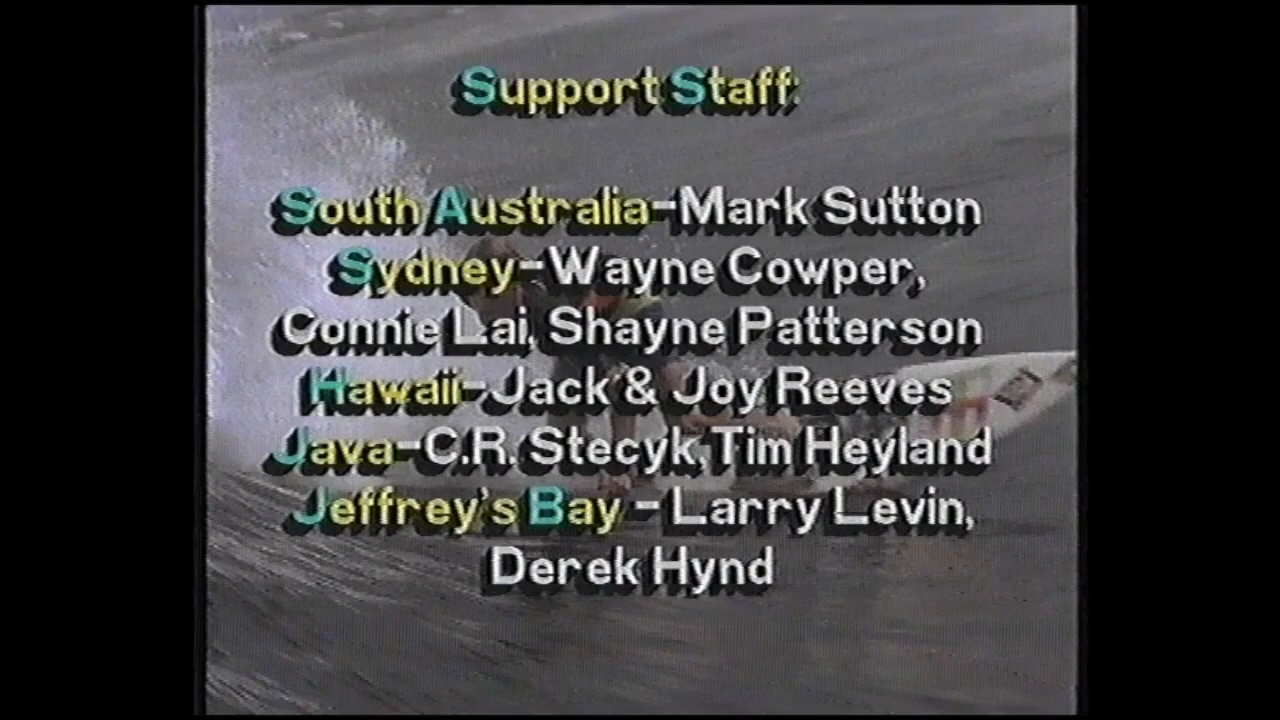 Support Staff:
South Australia-Mark Sutton
Sydney-Wayne Cowper,
Connie Lai, Shayne Patterson
Hawaii-Jack & Joy Reeves
Java-C.R. Stecyk,Tim Heyland
Jeffrey's Bay - Larry Levin,
Derek Hynd